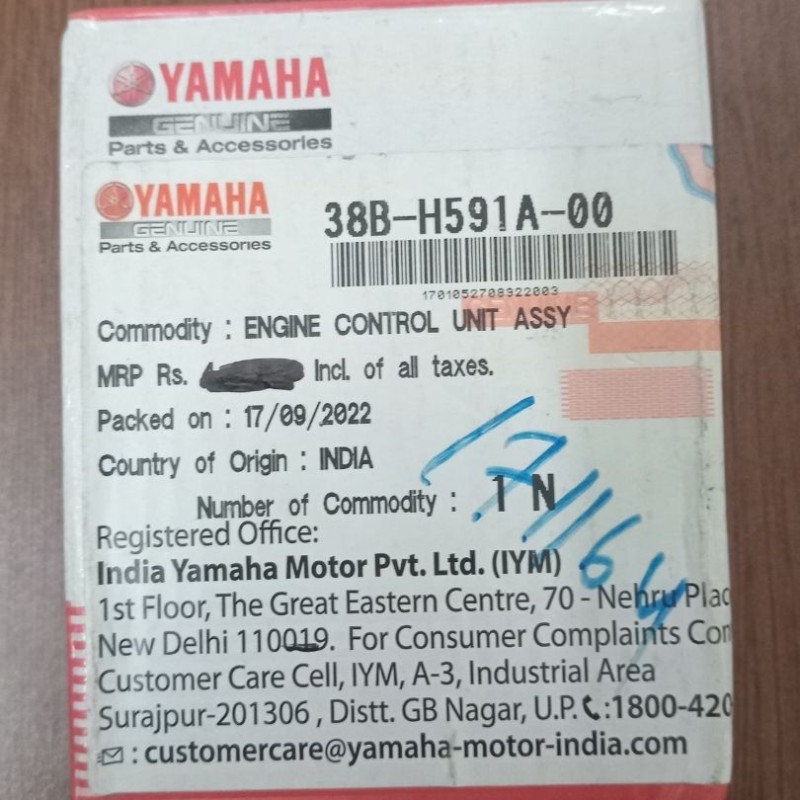 YAMAHA
GENUINE
Parts & Accessories
YAMAHA
GENUINE
Parts & Accessories
38B-H591A-00
1701052708322003
Commodity : ENGINE CONTROL UNIT ASSY
MRP Rs. Incl. of all taxes.
Packed on : 17/09/2022
Country of Origin : INDIA
Number of Commodity : 1 N
Registered Office:
India Yamaha Motor Pvt. Ltd. (IYM)
1st Floor, The Great Eastern Centre, 70 - Nehru Plac
New Delhi 110019. For Consumer Complaints Con
Customer Care Cell, IYM, A-3, Industrial Area
Surajpur-201306 , Distt. GB Nagar, U.P. :1800-420
: customercare@yamaha-motor-india.com